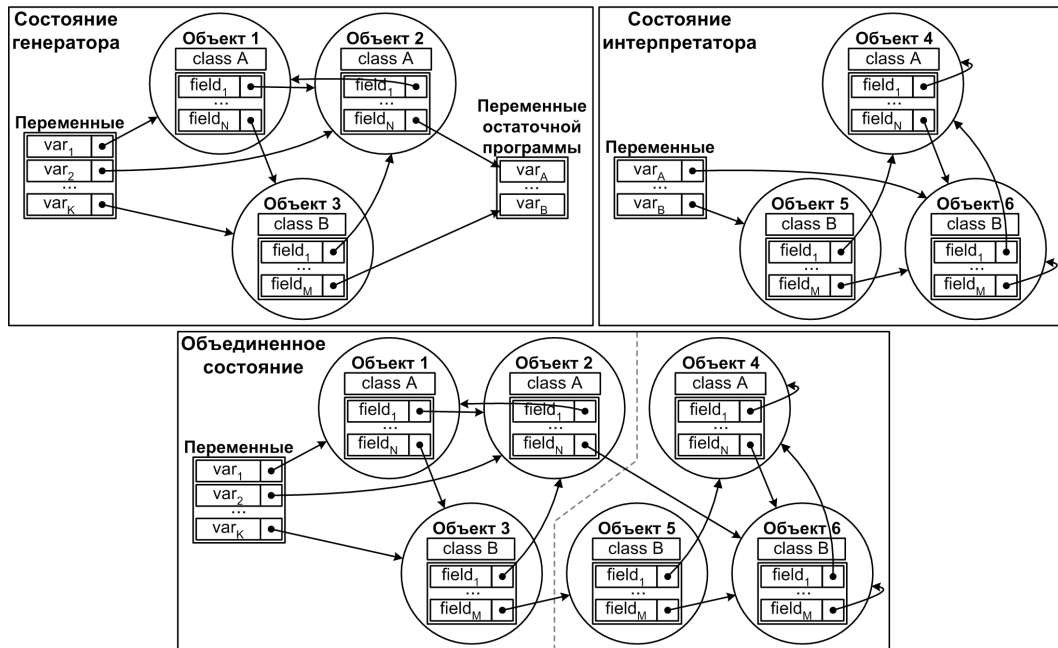 Состояние
генератора
Объект 1
class A
field1
...
fieldN
Объект 2
class A
field1
...
fieldN
Переменные
var1
var2
...
varK
Объект 3
class B
field1
...
fieldM
Переменные
остаточной
программы
varA
...
varB
Состояние
интерпретатора
Объект 4
class A
field1
...
fieldN
Переменные
varA
...
varB
Объект 5
class B
field1
...
fieldM
Объект 6
class B
field1
...
fieldM
Объединенное
состояние
Объект 1
class A
field1
...
fieldN
Объект 2
class A
field1
...
fieldN
Объект 4
class A
field1
...
fieldN
Переменные
var1
var2
...
varK
Объект 3
class B
field1
...
fieldM
Объект 5
class B
field1
...
fieldM
Объект 6
class B
field1
...
fieldM